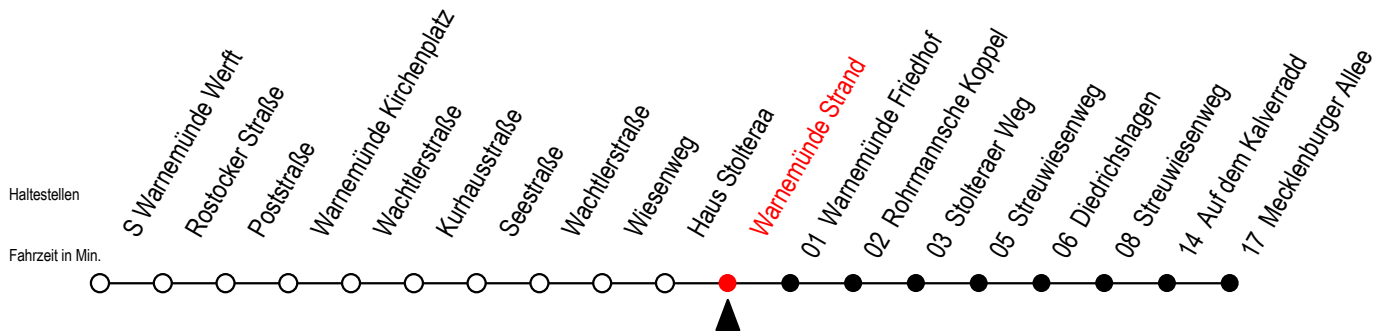 S Warnemünde Werft
Rostocker Straße
Poststraße
Warnemünde Kirchenplatz
Wachtlerstraße
Kurhausstraße
Seestraße
Wachtlerstraße
Wiesenweg
Haus Stolteraa
Warnemünde Strand
01 Warnemünde Friedhof
02 Rohrmannsche Koppel
03 Stolteraer Weg
05 Streuwiesenweg
06 Diedrichshagen
08 Streuwiesenweg
14 Auf dem Kalverradd
17 Mecklenburger Allee
Haltestellen
Fahrzeit in Min.